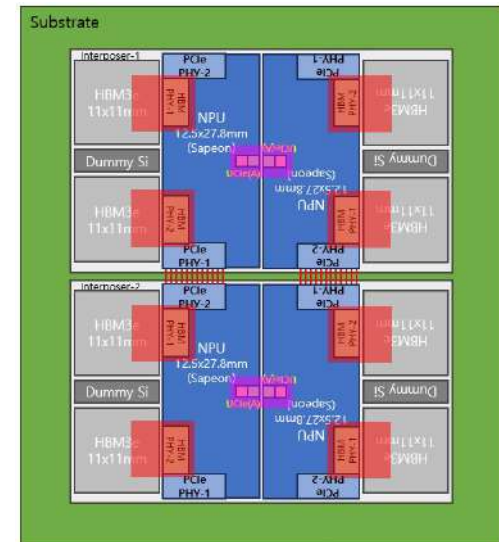 Substrate
Interposer-1
PCIe
PHY-2
PCIe
PHY-1
HBM3e
11x11mm
HBM
PHY-1
NPU
12.5x27.8mm
(Sapeon)
HBM
PHY-2
HBM3e
11x11mm
Dummy Si
Dummy Si
HBM3e
11x11mm
HBM
PHY-2
NPU
12.5x27.8mm
(Sapeon)
HBM
PHY-1
HBM3e
11x11mm
PCIe
PHY-1
PCIe
PHY-2
Interposer-2
PCIe
PHY-2
PCIe
PHY-1
HBM3e
11x11mm
HBM
PHY-1
NPU
12.5x27.8mm
(Sapeon)
HBM
PHY-2
HBM3e
11x11mm
Dummy Si
Dummy Si
HBM3e
11x11mm
HBM
PHY-2
NPU
12.5x27.8mm
(Sapeon)
HBM
PHY-1
HBM3e
11x11mm
PCIe
PHY-1
PCIe
PHY-2